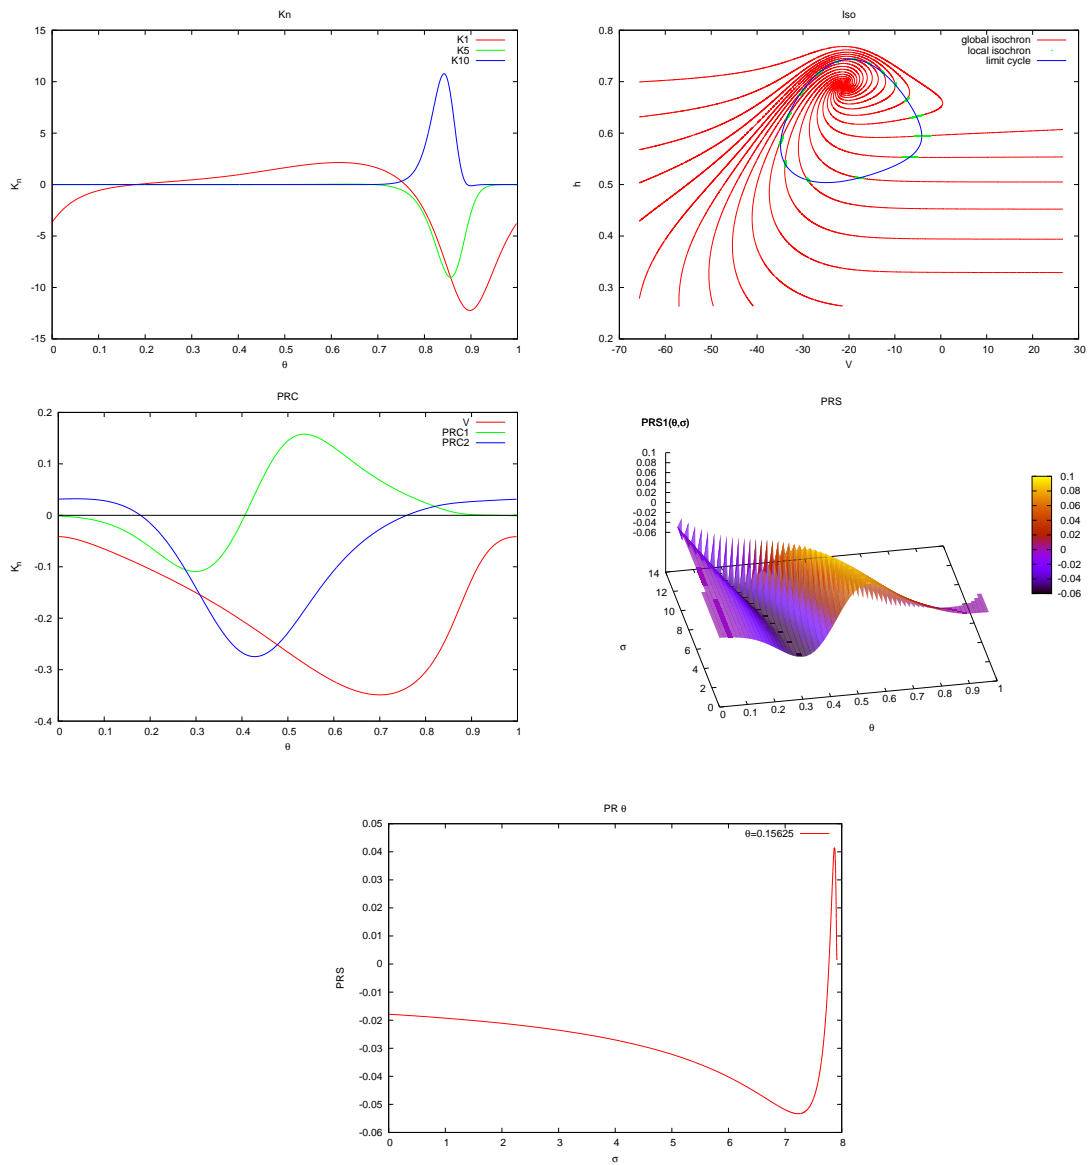 Kn
15
10
5
0
-5
-10
-15
0 0.1 0.2 0.3 0.4 0.5 0.6 0.7 0.8 0.9 1
Kn
θ
K1
K5
K10
Iso
0.8
0.7
0.6
0.5
0.4
0.3
0.2
-70 -60 -50 -40 -30 -20 -10 0 10 20 30
h
V
global isochron
local isochron
limit cycle
PRC
0.2
0.1
0
-0.1
-0.2
-0.3
-0.4
0 0.1 0.2 0.3 0.4 0.5 0.6 0.7 0.8 0.9 1
Kn
θ
V
PRC1
PRC2
PRS
PRS1(θ,σ)
0.1
0.08
0.06
0.04
0.02
0
-0.02
-0.04
-0.06
14
12
10
8
6
4
2
0
σ
0 0.1 0.2 0.3 0.4 0.5 0.6 0.7 0.8 0.9 1
θ
0.1
0.08
0.06
0.04
0.02
0
-0.02
-0.04
-0.06
PR θ
0.05
0.04
0.03
0.02
0.01
0
-0.01
-0.02
-0.03
-0.04
-0.05
-0.06
0 1 2 3 4 5 6 7 8
PRS
σ
θ=0.15625